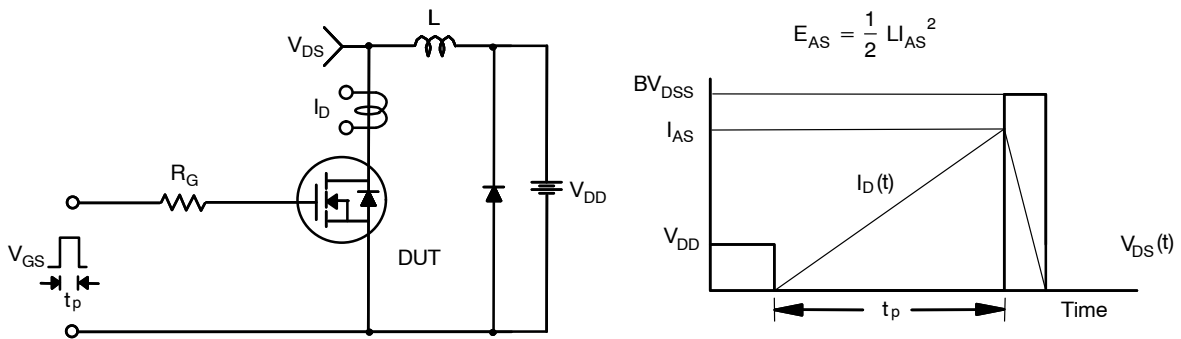 L
V_DS
I_D
R_G
V_DD
V_GS
DUT
t_p
E_AS = 1/2 LI_AS^2
BV_DSS
I_AS
I_D(t)
V_DD
V_DS(t)
t_p
Time